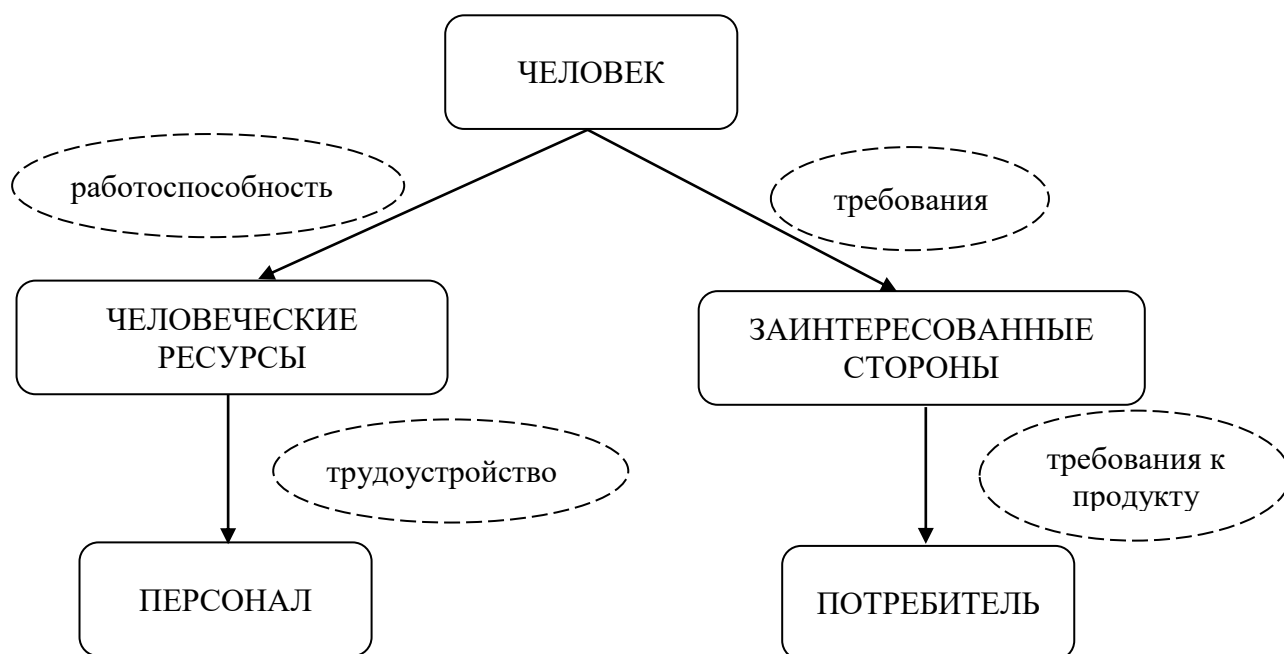 ЧЕЛОВЕК
работоспособность
требования
ЧЕЛОВЕЧЕСКИЕ
РЕСУРСЫ
ЗАИНТЕРЕСОВАННЫЕ
СТОРОНЫ
трудоустройство
требования к
продукту
ПЕРСОНАЛ
ПОТРЕБИТЕЛЬ